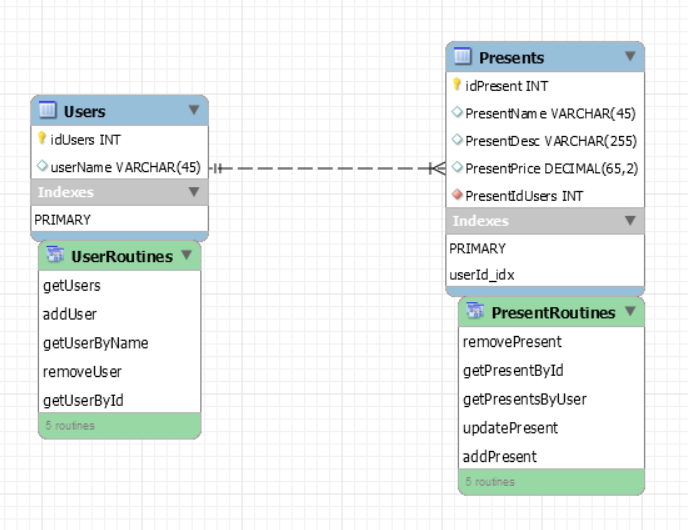 Users
idUsers INT
userName VARCHAR(45)
Indexes
PRIMARY
UserRoutines
getUsers
addUser
getUserByName
removeUser
getUserById
5 routines
Presents
idPresent INT
PresentName VARCHAR(45)
PresentDesc VARCHAR(255)
PresentPrice DECIMAL(65,2)
PresentIdUsers INT
Indexes
PRIMARY
userId_idx
PresentRoutines
removePresent
getPresentById
getPresentsByUser
updatePresent
addPresent
5 routines